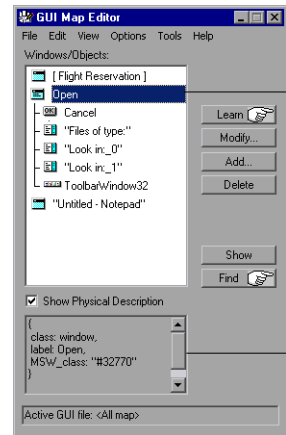 GUI Map Editor
File Edit View Options Tools Help
Windows/Objects:
[ Flight Reservation ]
Open
Cancel
"Files of type:"
"Look in:_0"
"Look in:_1"
ToolbarWindow32
"Untitled - Notepad"
Learn
Modify...
Add...
Delete
Show
Find
Show Physical Description
{
class: window,
label: Open,
MSW_class: "#32770"
}
Active GUI file: <All map>